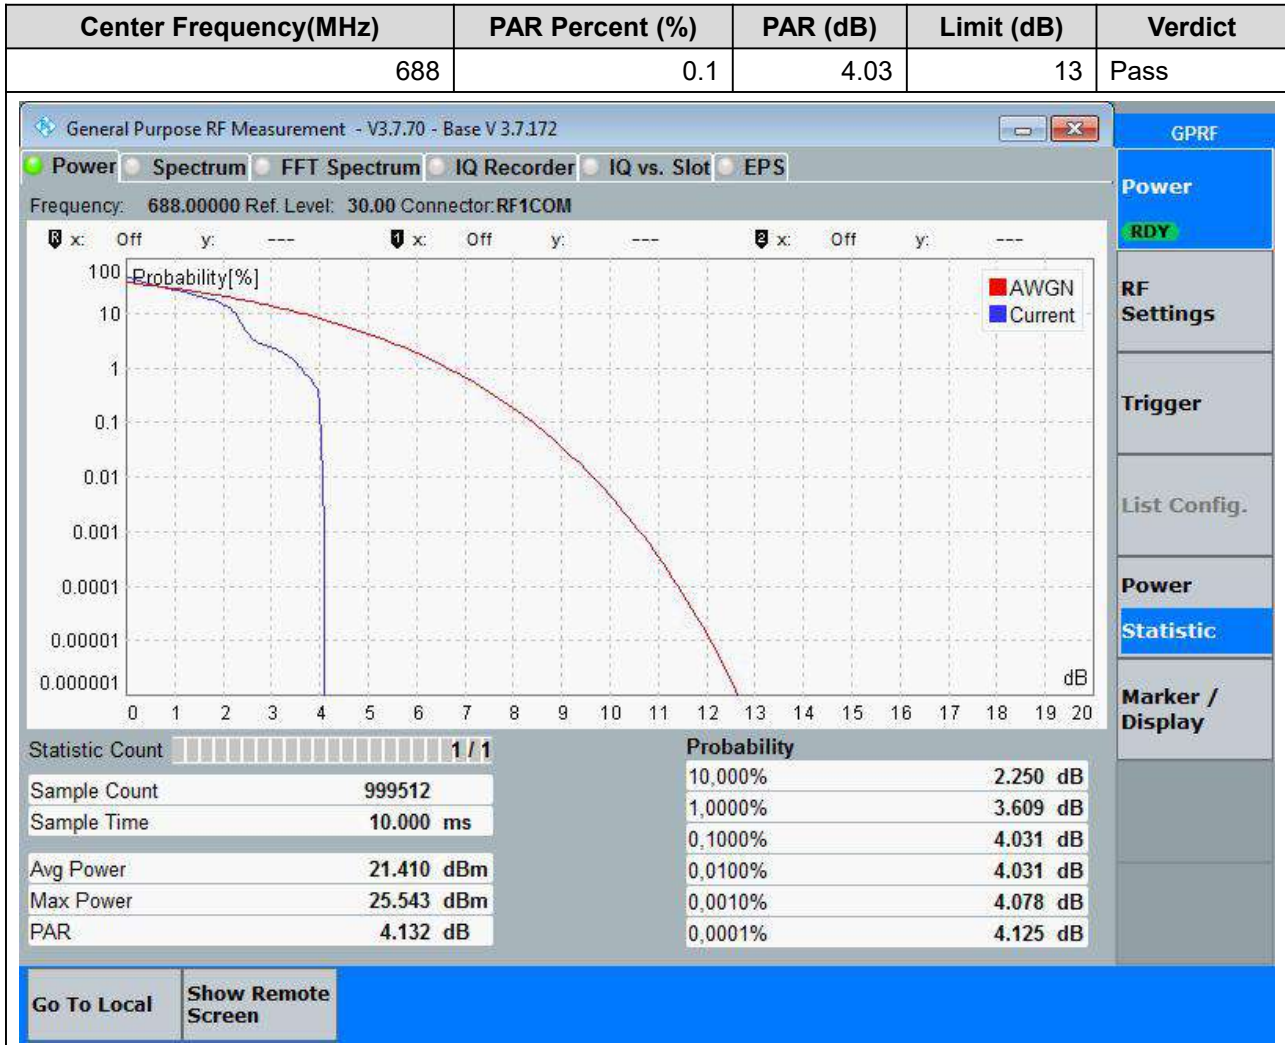 Center Frequency(MHz) PAR Percent (%) PAR (dB) Limit (dB) Verdict
688 0.1 4.03 13 Pass
General Purpose RF Measurement - V3.7.70 - Base V 3.7.172
GPRF
Power Spectrum FFT Spectrum IQ Recorder IQ vs. Slot EPS
Power
RDY
Frequency: 688.00000 Ref. Level: 30.00 Connector:RF1COM
R x: Off y: --- 1 x: Off y: --- 2 x: Off y: ---
Probability[%]
AWGN
Current
100
10
1
0.1
0.01
0.001
0.0001
0.00001
0.000001
dB
0 1 2 3 4 5 6 7 8 9 10 11 12 13 14 15 16 17 18 19 20
RF
Settings
Trigger
List Config.
Power
Statistic
Marker /
Display
Statistic Count 1 / 1
Sample Count 999512
Sample Time 10.000 ms
Avg Power 21.410 dBm
Max Power 25.543 dBm
PAR 4.132 dB
Probability
10,000% 2.250 dB
1,0000% 3.609 dB
0,1000% 4.031 dB
0,0100% 4.031 dB
0,0010% 4.078 dB
0,0001% 4.125 dB
Go To Local
Show Remote
Screen